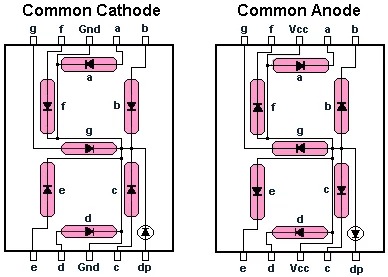 Common Cathode Common Anode
g f Gnd a b g f Vcc a b
a a
f b f b
g g
e c e c
d d
e d Gnd c dp e d Vcc c dp